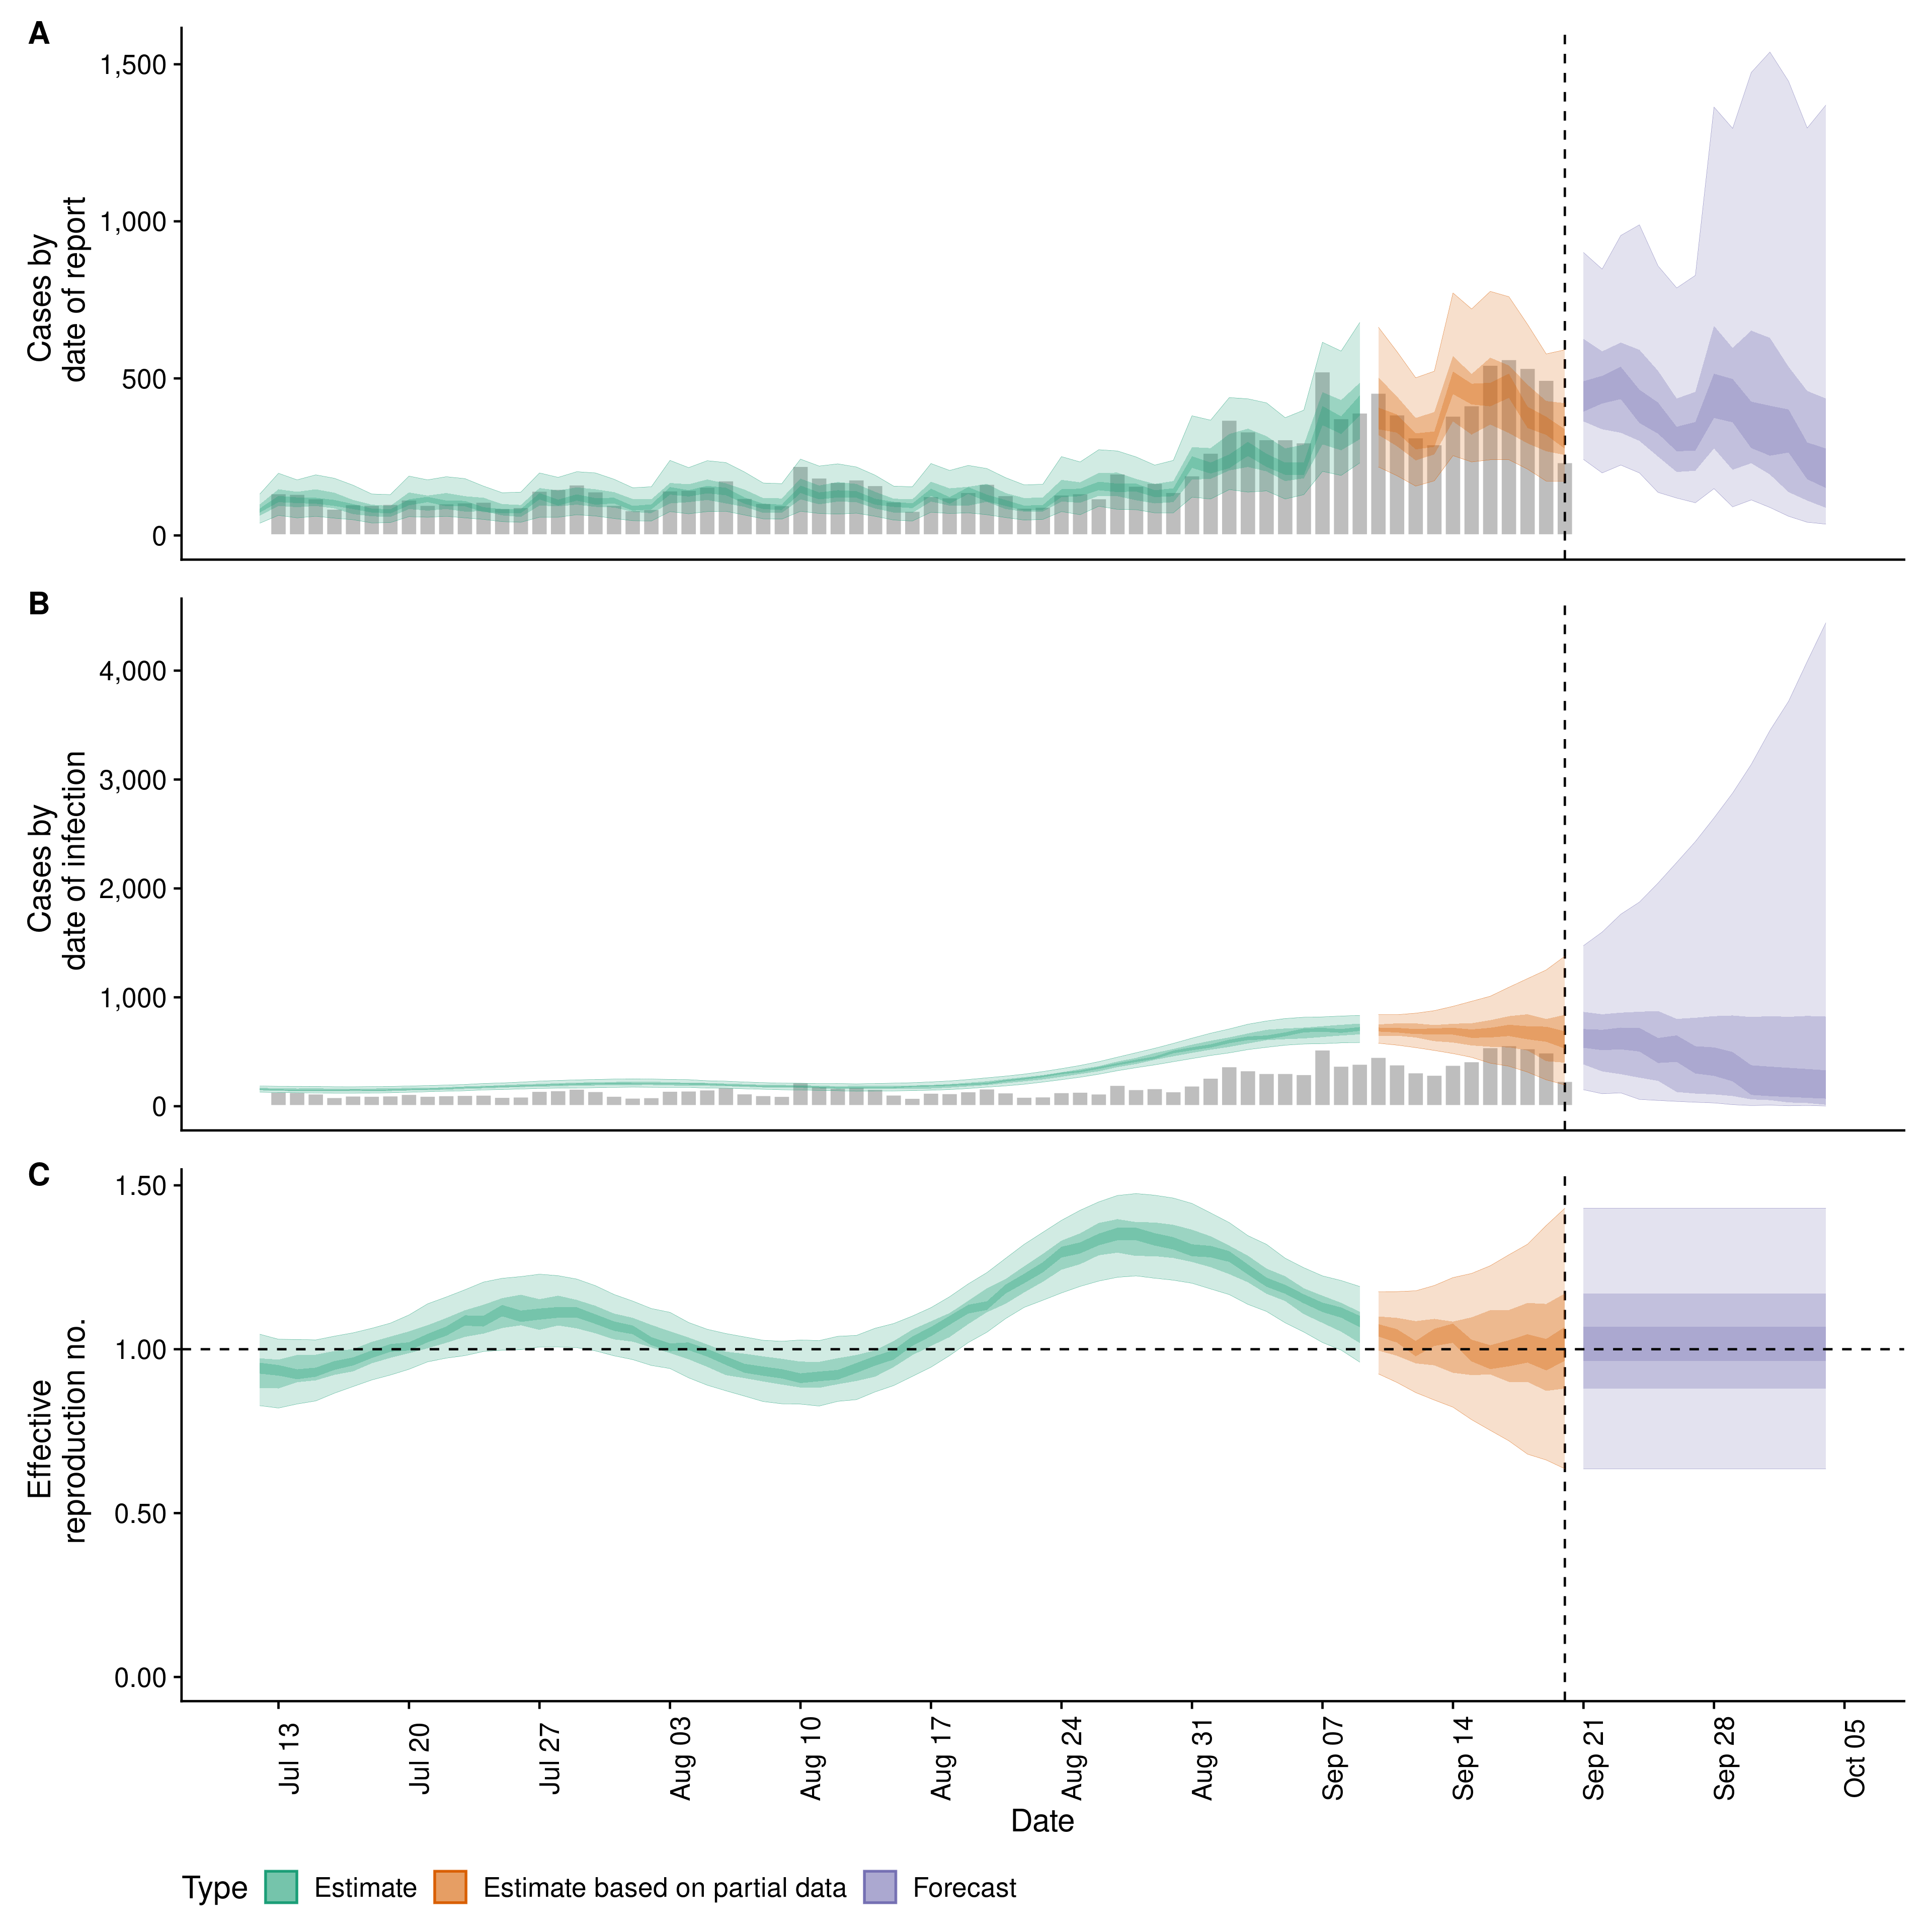 A
1,500
1,000
500
0
Cases by
date of report
B
4,000
3,000
2,000
1,000
0
Cases by
date of infection
C
1.50
1.00
0.50
0.00
Effective
reproduction no.
Jul 13
Jul 20
Jul 27
Aug 03
Aug 10
Aug 17
Aug 24
Aug 31
Sep 07
Sep 14
Sep 21
Sep 28
Oct 05
Date
Type Estimate Estimate based on partial data Forecast